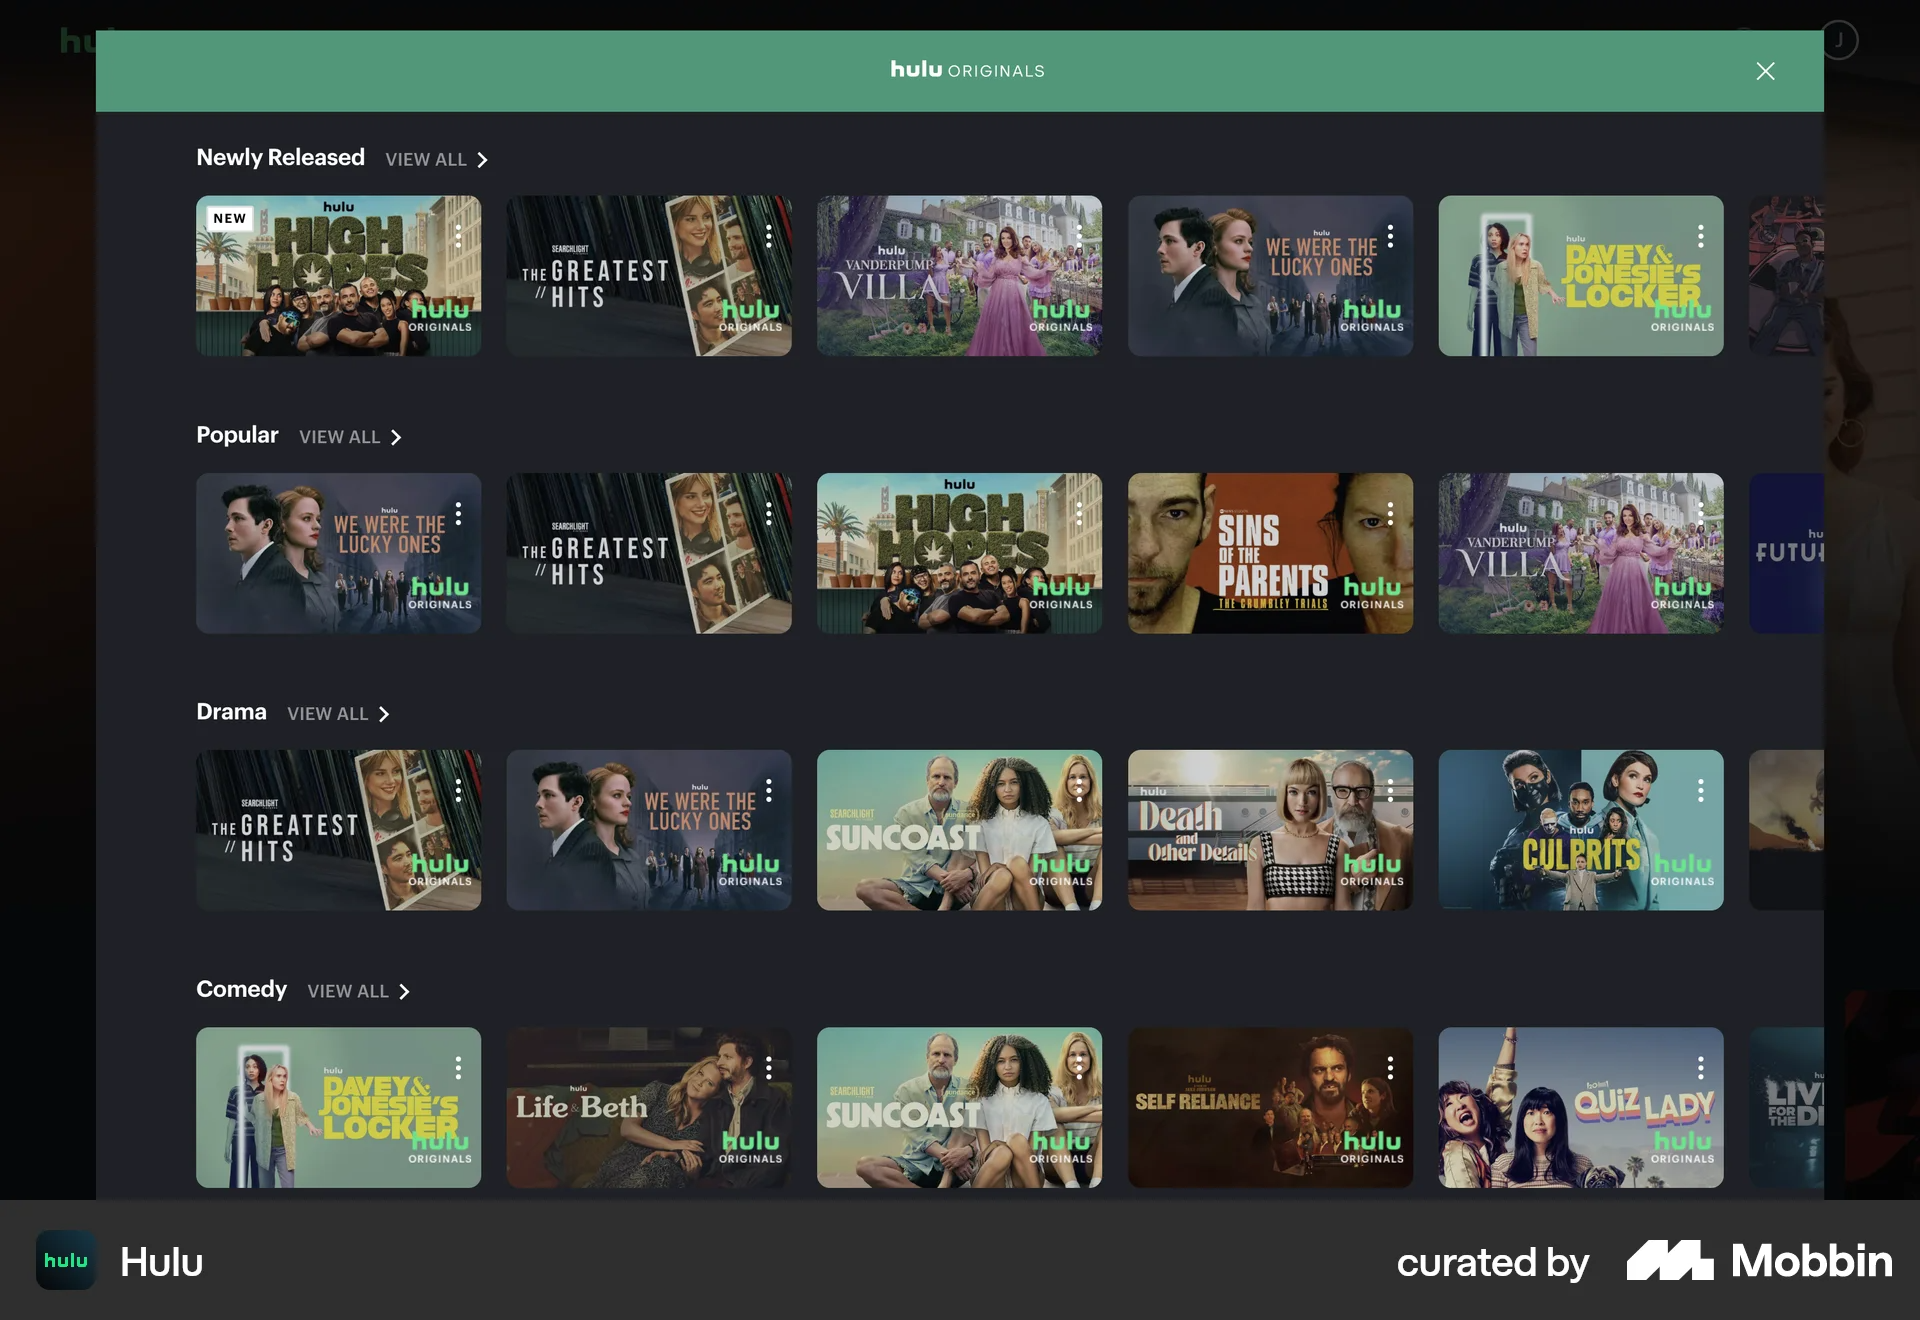 hulu ORIGINALS
J
Newly Released VIEW ALL
NEW
hulu
HIGH
HOPES
hulu
ORIGINALS
SEARCHLIGHT
THE GREATEST
// HITS
hulu
ORIGINALS
hulu
VANDERPUMP
VILLA
hulu
ORIGINALS
hulu
WE WERE THE
LUCKY ONES
hulu
ORIGINALS
hulu
DAVEY &
JONESIE'S
LOCKER
hulu
ORIGINALS
Popular VIEW ALL
hulu
WE WERE THE
LUCKY ONES
hulu
ORIGINALS
SEARCHLIGHT
THE GREATEST
// HITS
hulu
HIGH
HOPES
hulu
ORIGINALS
SINS
OF THE
PARENTS
THE CRUMBLEY TRIALS
hulu
ORIGINALS
hulu
VANDERPUMP
VILLA
hulu
ORIGINALS
hu
FUTU
Drama VIEW ALL
SEARCHLIGHT
THE GREATEST
// HITS
hulu
ORIGINALS
hulu
WE WERE THE
LUCKY ONES
hulu
ORIGINALS
SEARCHLIGHT
sundance
SUNCOAST
hulu
ORIGINALS
hulu
Death
and
Other Details
hulu
ORIGINALS
hulu
CULPRITS
hulu
ORIGINALS
Comedy VIEW ALL
hulu
DAVEY &
JONESIE'S
LOCKER
hulu
ORIGINALS
hulu
Life & Beth
hulu
ORIGINALS
SEARCHLIGHT
sundance
SUNCOAST
hulu
ORIGINALS
hulu
SELF RELIANCE
hulu
ORIGINALS
QUIZ LADY
hulu
ORIGINALS
hu
LIV
FOR
THE D
hulu
Hulu
curated by Mobbin